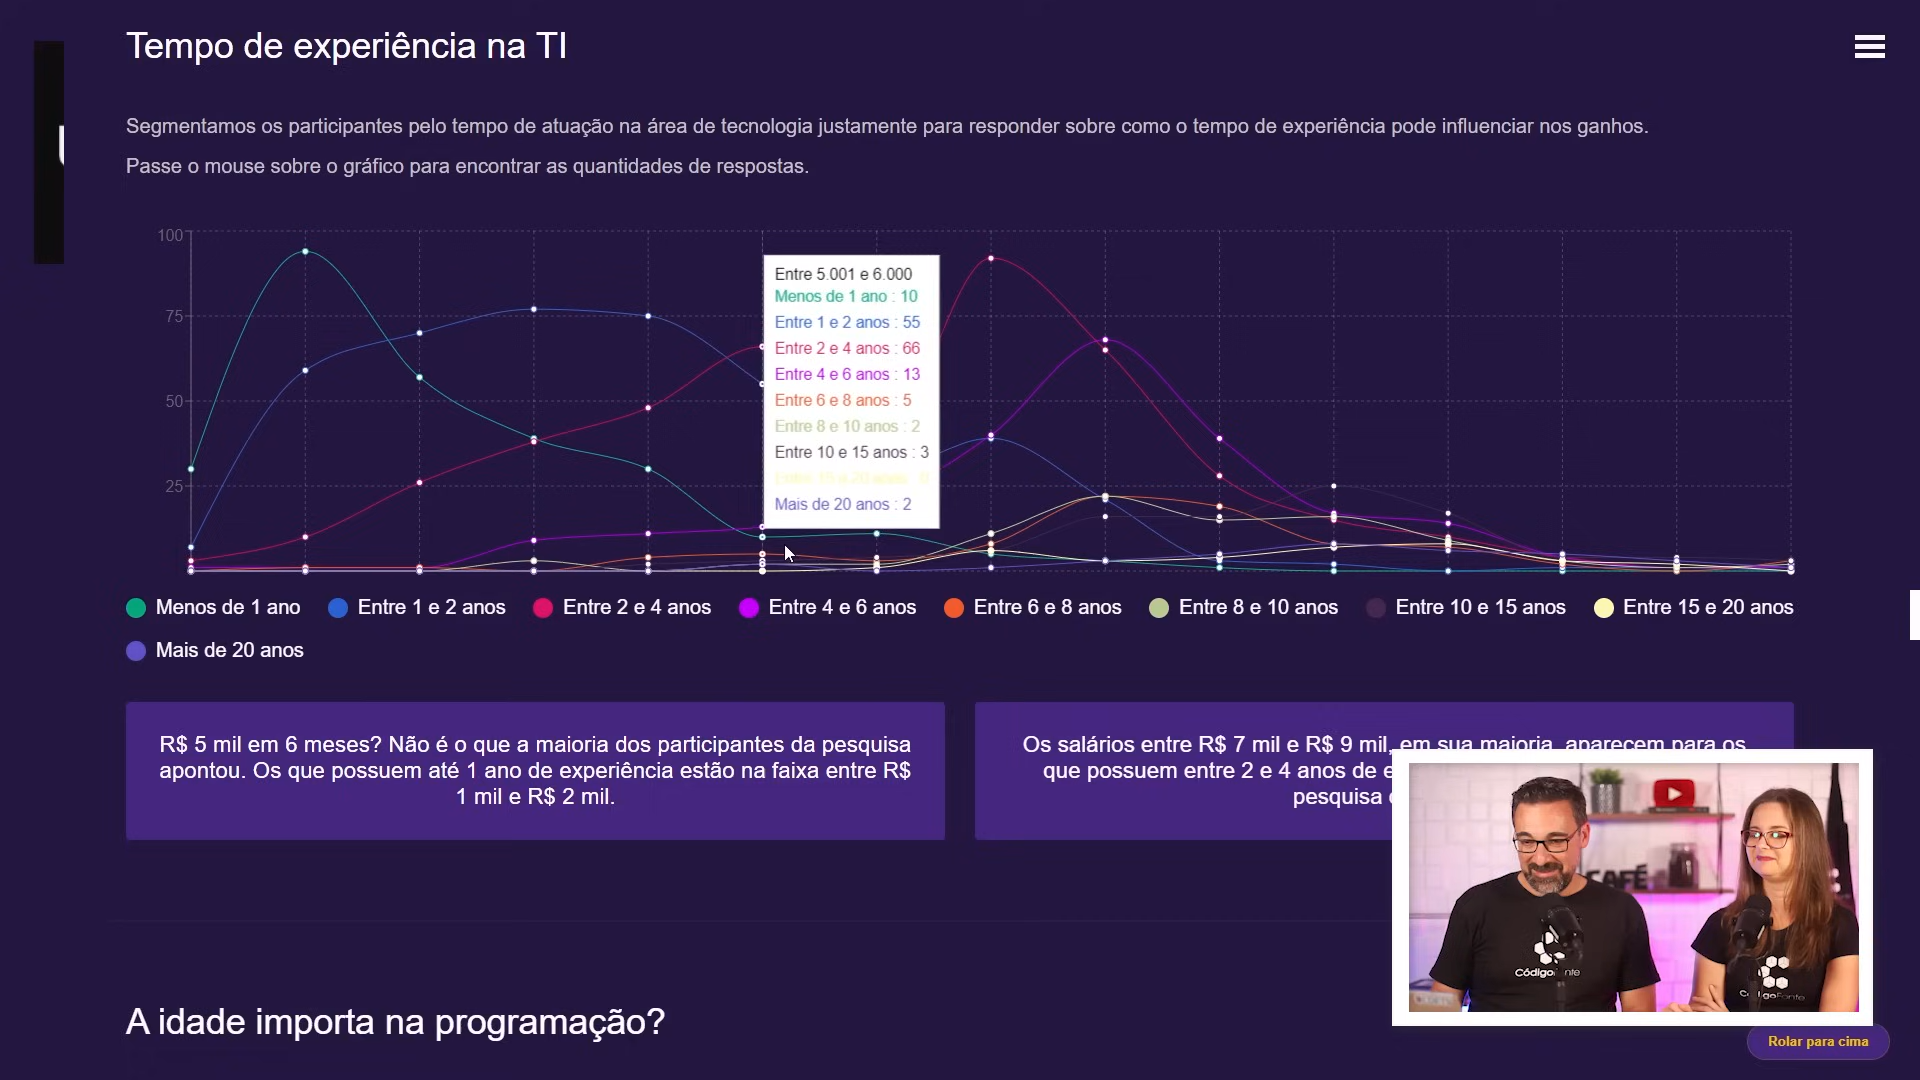 Tempo de experiência na TI
Segmentamos os participantes pelo tempo de atuação na área de tecnologia justamente para responder sobre como o tempo de experiência pode influenciar nos ganhos.
Passe o mouse sobre o gráfico para encontrar as quantidades de respostas.
100
75
50
25
Entre 5.001 e 6.000
Menos de 1 ano : 10
Entre 1 e 2 anos : 55
Entre 2 e 4 anos : 66
Entre 4 e 6 anos : 13
Entre 6 e 8 anos : 5
Entre 8 e 10 anos : 2
Entre 10 e 15 anos : 3
Entre 15 e 20 anos : 0
Mais de 20 anos : 2
Menos de 1 ano
Entre 1 e 2 anos
Entre 2 e 4 anos
Entre 4 e 6 anos
Entre 6 e 8 anos
Entre 8 e 10 anos
Entre 10 e 15 anos
Entre 15 e 20 anos
Mais de 20 anos
R$ 5 mil em 6 meses? Não é o que a maioria dos participantes da pesquisa
apontou. Os que possuem até 1 ano de experiência estão na faixa entre R$
1 mil e R$ 2 mil.
Os salários entre R$ 7 mil e R$ 9 mil, em sua maioria, aparecem para os
que possuem entre 2 e 4 anos de e
pesquisa
CAFÉ
A idade importa na programação?
Rolar para cima